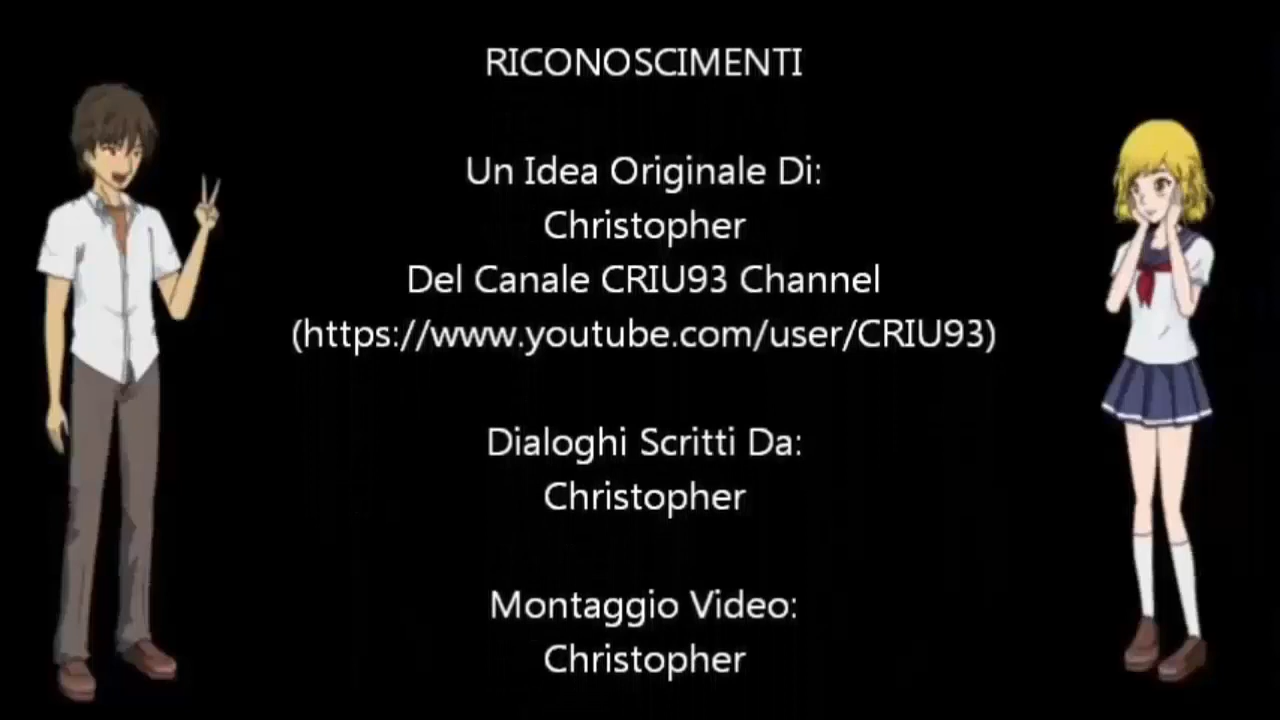 RICONOSCIMENTI
Un Idea Originale Di:
Christopher
Del Canale CRIU93 Channel
(https://www.youtube.com/user/CRIU93)
Dialoghi Scritti Da:
Christopher
Montaggio Video:
Christopher